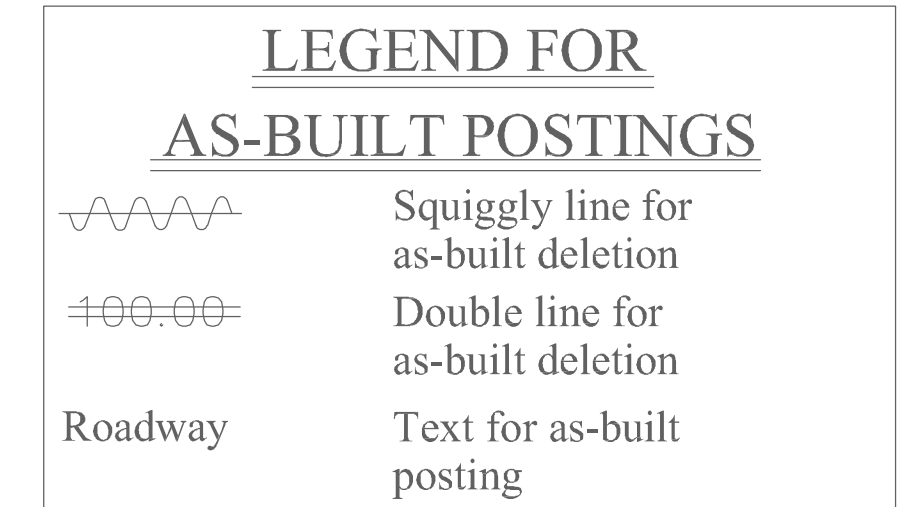 LEGEND FOR
AS-BUILT POSTINGS
Squiggly line for
as-built deletion
100.00
Double line for
as-built deletion
Roadway
Text for as-built
posting